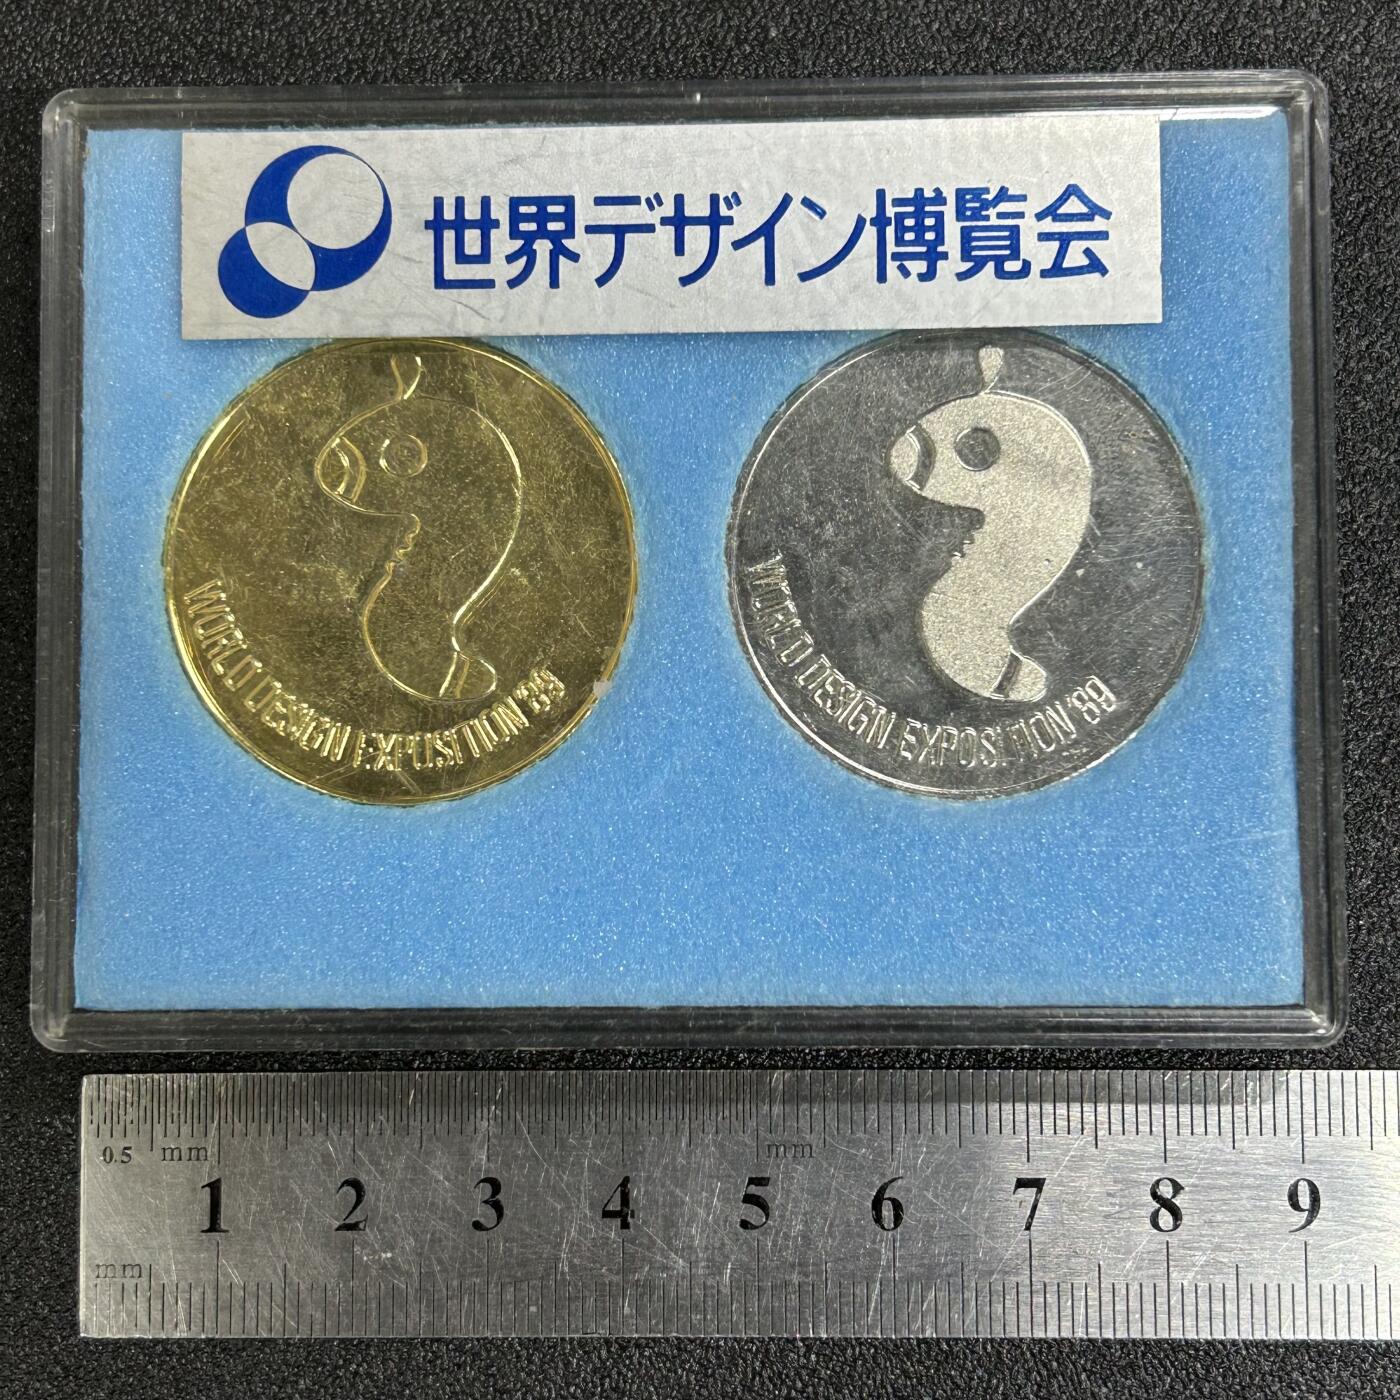 世界デザイン博覧会
WORLD DESIGN EXPOSITION '89
WORLD DESIGN EXPOSITION '89
0.5 mm mm
1 2 3 4 5 6 7 8 9
mm